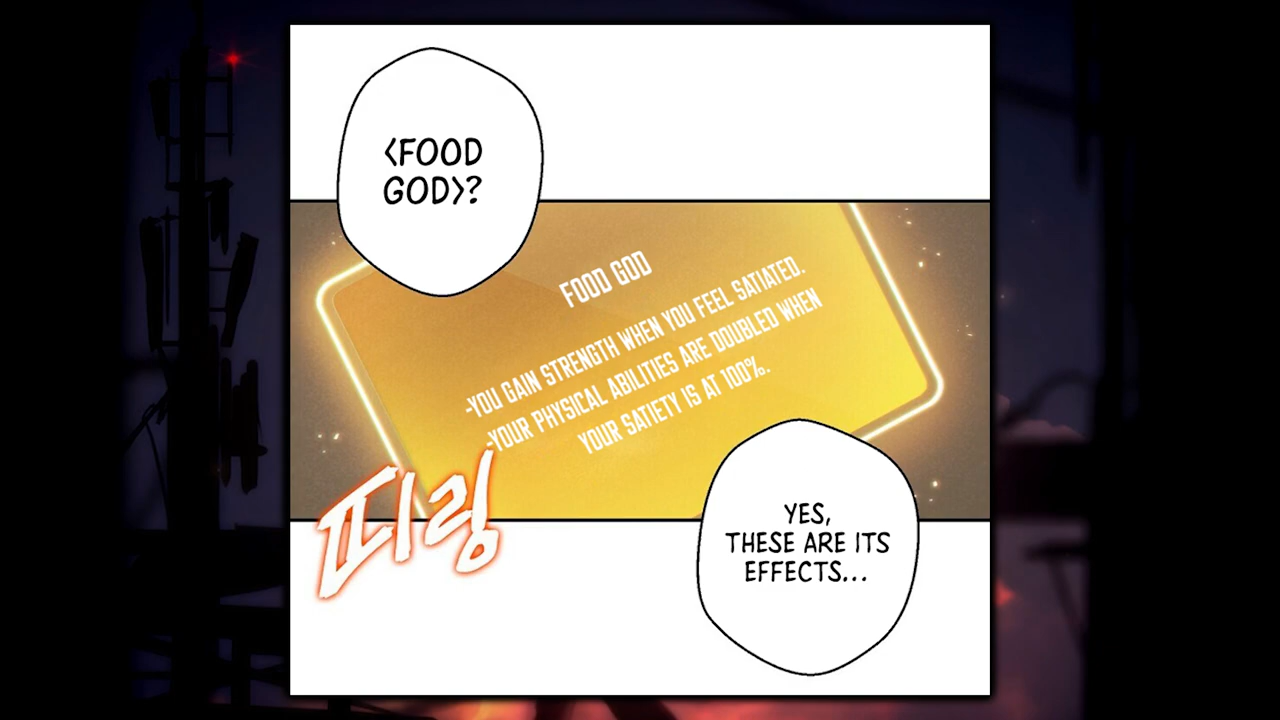 <FOOD
GOD>?
FOOD GOD
-YOU GAIN STRENGTH WHEN YOU FEEL SATIATED.
-YOUR PHYSICAL ABILITIES ARE DOUBLED WHEN
YOUR SATIETY IS AT 100%.
피링
YES,
THESE ARE ITS
EFFECTS...